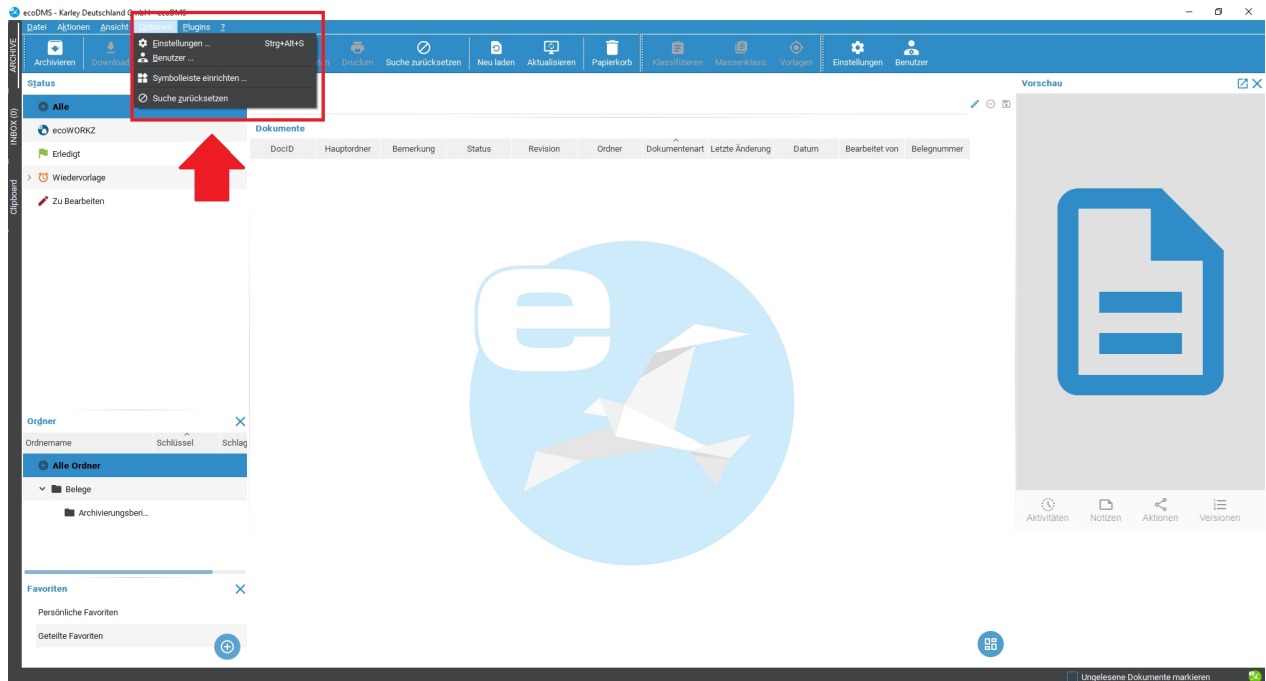 ecoDMS - Karley Deutschland GmbH - ecoDMS
Datei Aktionen Ansicht Optionen Plugins ?
Einstellungen ... Strg+Alt+S
Benutzer ...
Symbolleiste einrichten ...
Suche zurücksetzen
Archivieren Download Drucken Suche zurücksetzen Neu laden Aktualisieren Papierkorb Klassifizieren Massenklass. Vorlagen Einstellungen Benutzer
ARCHIVE
INBOX (0)
Clipboard
Status
Alle
ecoWORKZ
Erledigt
Wiedervorlage
Zu Bearbeiten
Dokumente
DocID Hauptordner Bemerkung Status Revision Ordner Dokumentenart Letzte Änderung Datum Bearbeitet von Belegnummer
e
Ordner
Ordnername Schlüssel Schlag
Alle Ordner
Belege
Archivierungsberi...
Favoriten
Persönliche Favoriten
Geteilte Favoriten
Vorschau
Aktivitäten Notizen Aktionen Versionen
Ungelesene Dokumente markieren